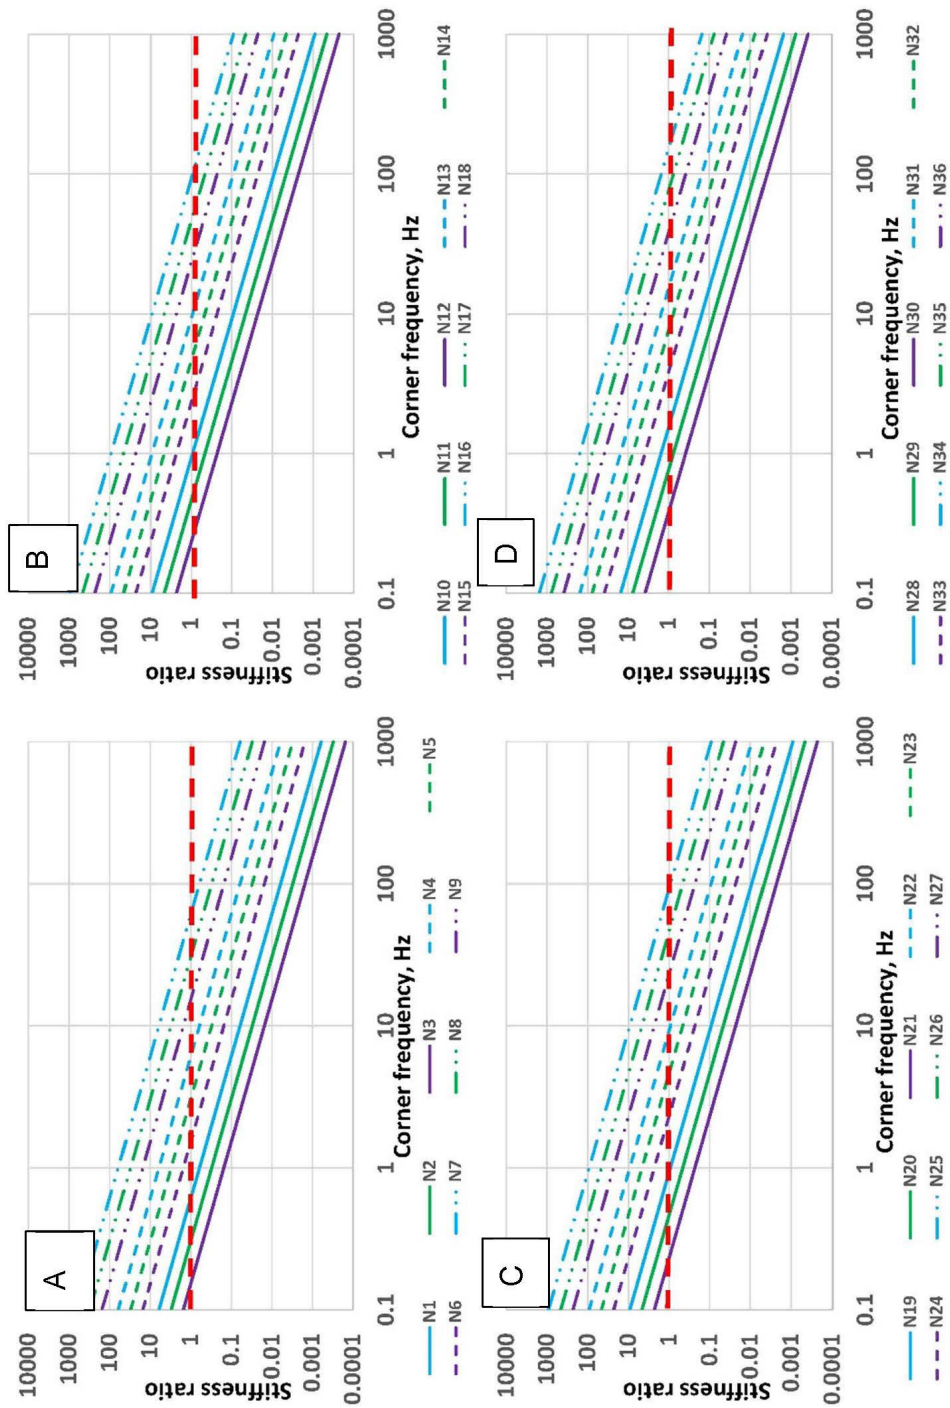 A
10000
1000
100
10
1
0.1
0.01
0.001
0.0001
Stiffness ratio
0.1 1 10 100 1000
Corner frequency, Hz
N1 N2 N3 N4 N5
N6 N7 N8 N9
B
10000
1000
100
10
1
0.1
0.01
0.001
0.0001
Stiffness ratio
0.1 1 10 100 1000
Corner frequency, Hz
N10 N11 N12 N13 N14
N15 N16 N17 N18
C
10000
1000
100
10
1
0.1
0.01
0.001
0.0001
Stiffness ratio
0.1 1 10 100 1000
Corner frequency, Hz
N19 N20 N21 N22 N23
N24 N25 N26 N27
D
10000
1000
100
10
1
0.1
0.01
0.001
0.0001
Stiffness ratio
0.1 1 10 100 1000
Corner frequency, Hz
N28 N29 N30 N31 N32
N33 N34 N35 N36